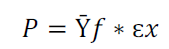 P = Ȳf * εx